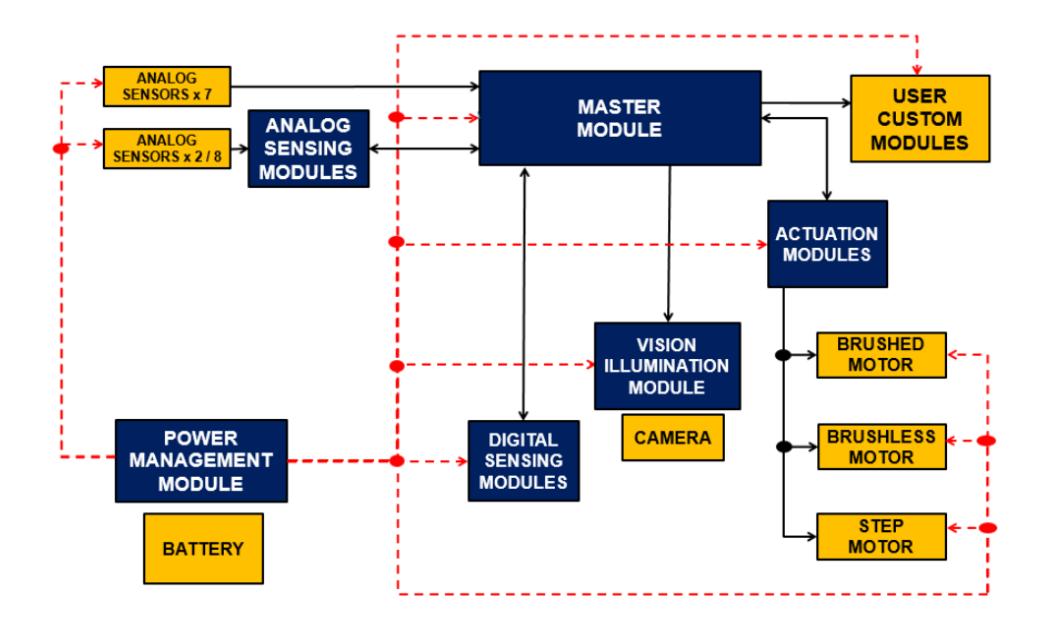 ANALOG
SENSORS x 7
ANALOG
SENSORS x 2 / 8
ANALOG
SENSING
MODULES
MASTER
MODULE
USER
CUSTOM
MODULES
ACTUATION
MODULES
VISION
ILLUMINATION
MODULE
CAMERA
BRUSHED
MOTOR
BRUSHLESS
MOTOR
STEP
MOTOR
POWER
MANAGEMENT
MODULE
BATTERY
DIGITAL
SENSING
MODULES